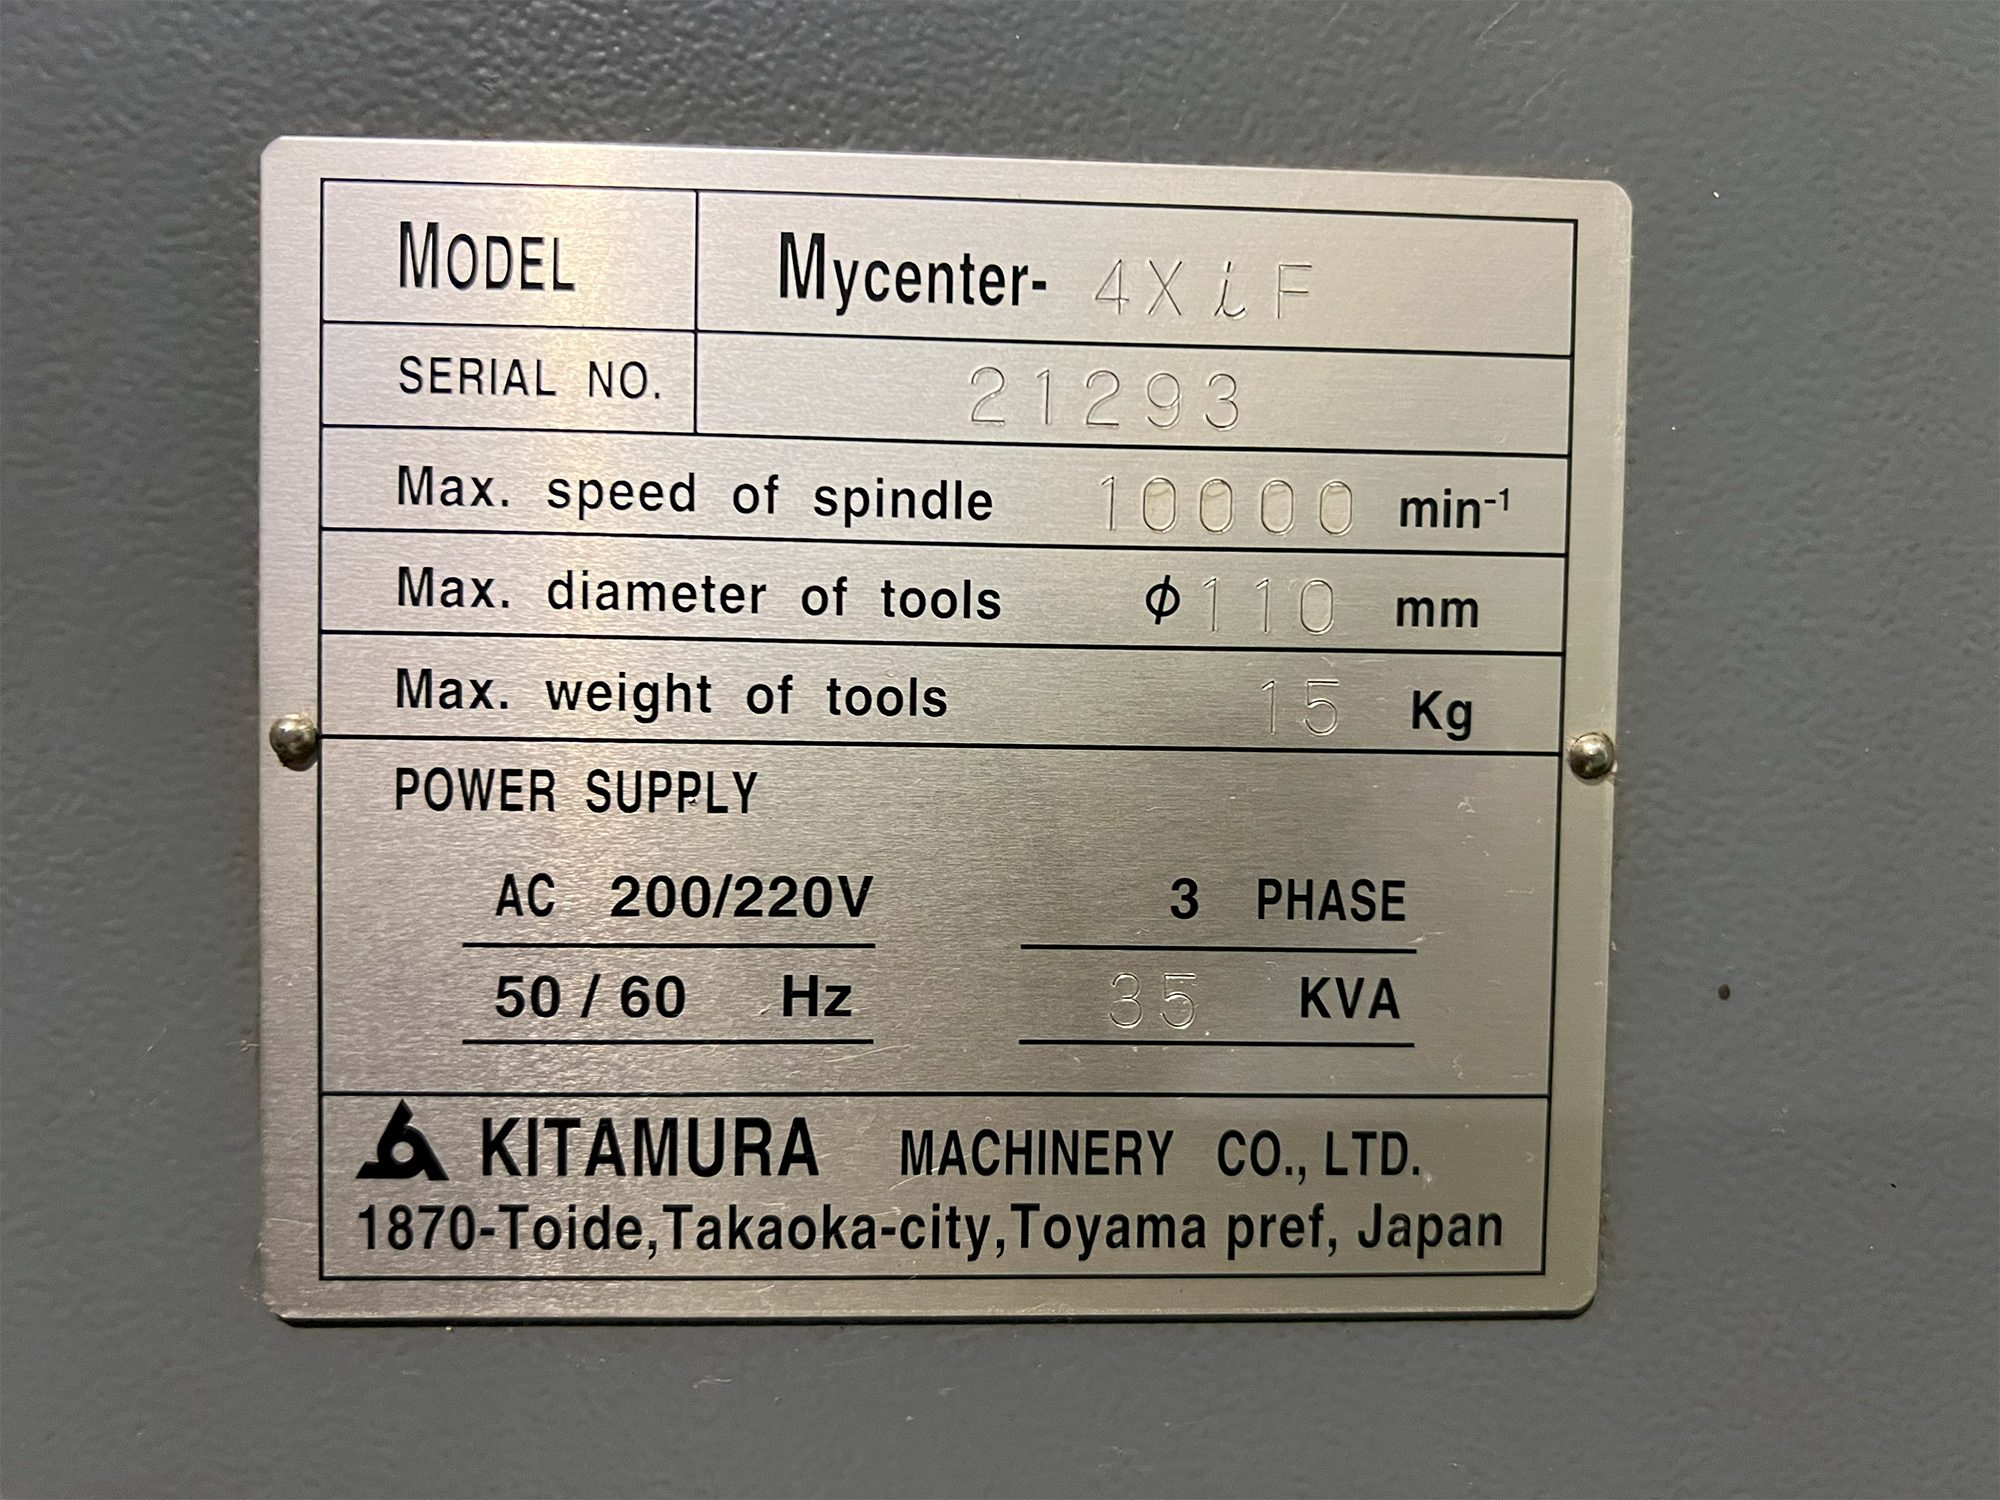 MODEL Mycenter- 4XiF
SERIAL NO. 21293
Max. speed of spindle 10000 min⁻¹
Max. diameter of tools ϕ110 mm
Max. weight of tools 15 Kg
POWER SUPPLY
AC 200/220V 3 PHASE
50 / 60 Hz 35 KVA
KITAMURA MACHINERY CO., LTD.
1870-Toide,Takaoka-city,Toyama pref, Japan